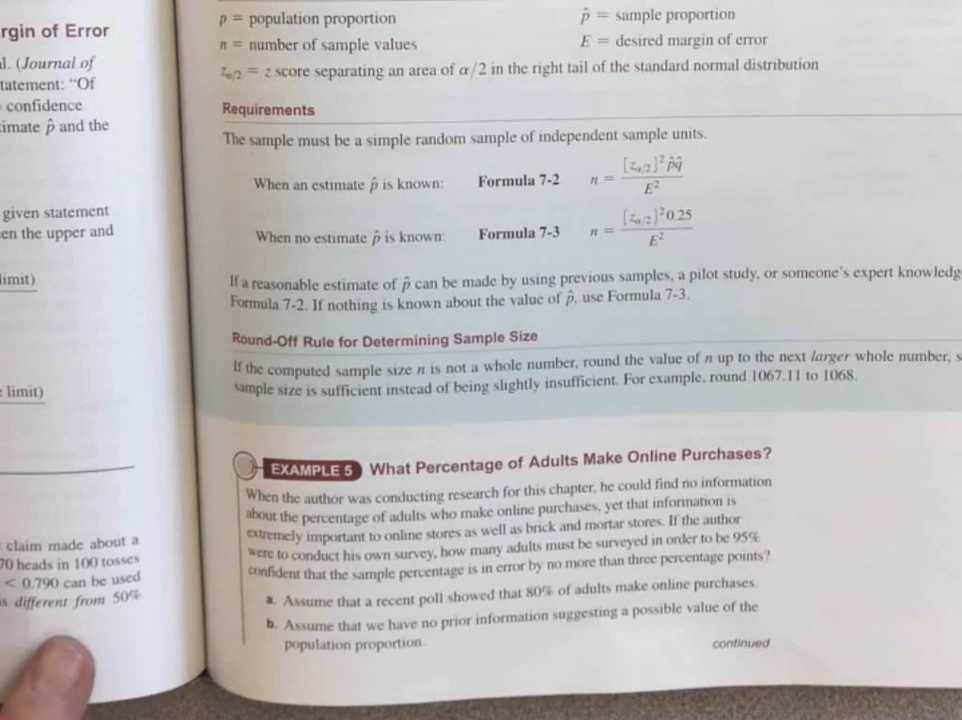 rgin of Error
al. (Journal of
tatement: "Of
confidence
imate p̂ and the
given statement
en the upper and
limit)
limit)
claim made about a
70 heads in 100 tosses
< 0.790 can be used
is different from 50%
p = population proportion p̂ = sample proportion
n = number of sample values E = desired margin of error
zα/2 = z score separating an area of α/2 in the right tail of the standard normal distribution
Requirements
The sample must be a simple random sample of independent sample units.
When an estimate p̂ is known: Formula 7-2 n = [zα/2]² p̂q̂ / E²
When no estimate p̂ is known: Formula 7-3 n = [zα/2]² 0.25 / E²
If a reasonable estimate of p̂ can be made by using previous samples, a pilot study, or someone's expert knowledg
Formula 7-2. If nothing is known about the value of p̂, use Formula 7-3.
Round-Off Rule for Determining Sample Size
If the computed sample size n is not a whole number, round the value of n up to the next larger whole number, s
sample size is sufficient instead of being slightly insufficient. For example, round 1067.11 to 1068.
EXAMPLE 5 What Percentage of Adults Make Online Purchases?
When the author was conducting research for this chapter, he could find no information
about the percentage of adults who make online purchases, yet that information is
extremely important to online stores as well as brick and mortar stores. If the author
were to conduct his own survey, how many adults must be surveyed in order to be 95%
confident that the sample percentage is in error by no more than three percentage points?
a. Assume that a recent poll showed that 80% of adults make online purchases.
b. Assume that we have no prior information suggesting a possible value of the
population proportion.
continued